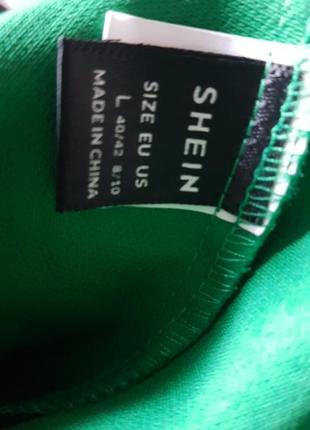 SHEIN
SIZE EU US
L 40/42 8/10
MADE IN CHINA